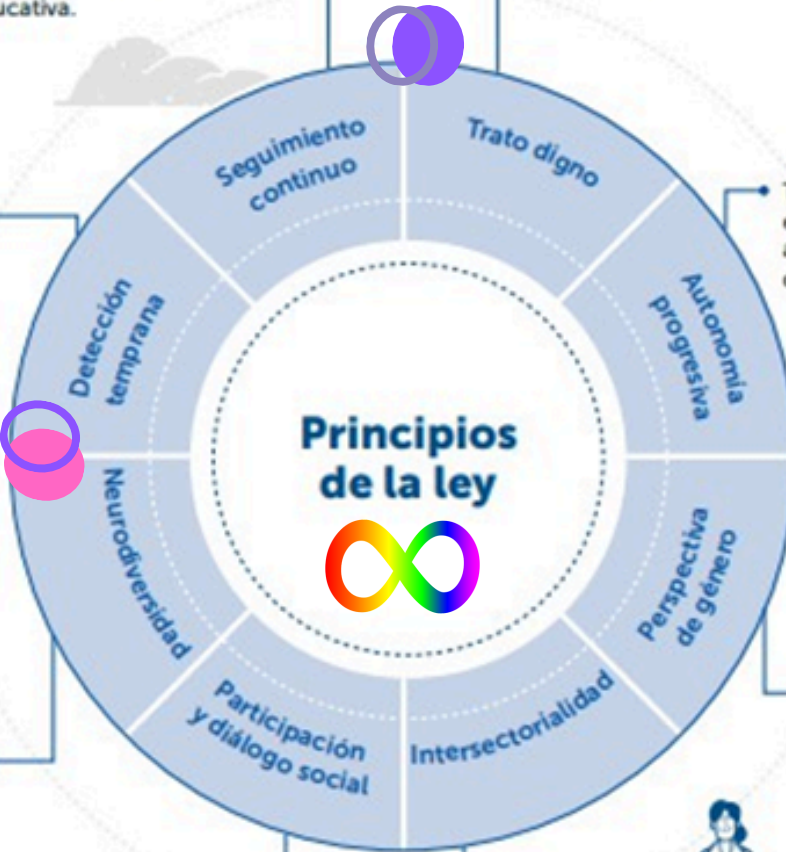 ucativa.
Seguimiento
continuo
Trato digno
Autonomía
progresiva
Perspectiva
de género
Intersectorialidad
Participación
y diálogo social
Neurodiversidad
Detección
temprana
Principios
de la ley